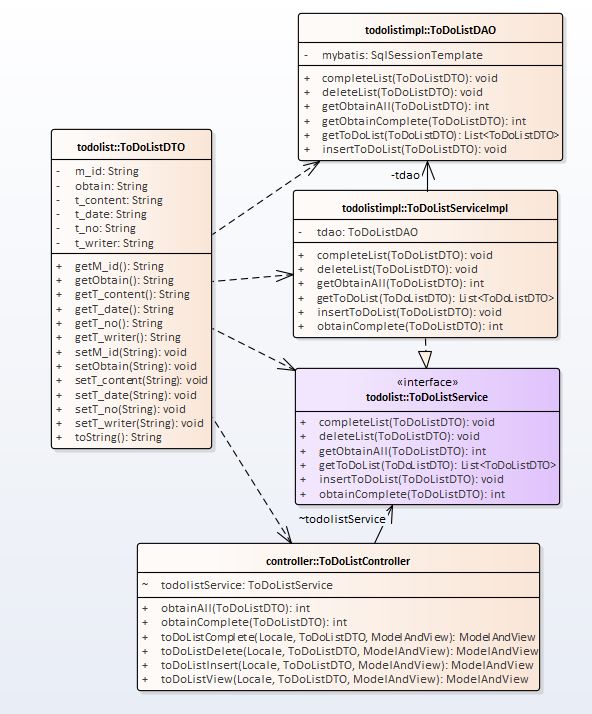 todolistimpl::ToDoListDAO
- mybatis: SqlSessionTemplate
+ completeList(ToDoListDTO): void
+ deleteList(ToDoListDTO): void
+ getObtainAll(ToDoListDTO): int
+ getObtainComplete(ToDoListDTO): int
+ getToDoList(ToDoListDTO): List<ToDoListDTO>
+ insertToDoList(ToDoListDTO): void
todolist::ToDoListDTO
- m_id: String
- obtain: String
- t_content: String
- t_date: String
- t_no: String
- t_writer: String
+ getM_id(): String
+ getObtain(): String
+ getT_content(): String
+ getT_date(): String
+ getT_no(): String
+ getT_writer(): String
+ setM_id(String): void
+ setObtain(String): void
+ setT_content(String): void
+ setT_date(String): void
+ setT_no(String): void
+ setT_writer(String): void
+ toString(): String
-tdao
todolistimpl::ToDoListServiceImpl
- tdao: ToDoListDAO
+ completeList(ToDoListDTO): void
+ deleteList(ToDoListDTO): void
+ getObtainAll(ToDoListDTO): int
+ getToDoList(ToDoListDTO): List<ToDoListDTO>
+ insertToDoList(ToDoListDTO): void
+ obtainComplete(ToDoListDTO): int
«interface»
todolist::ToDoListService
+ completeList(ToDoListDTO): void
+ deleteList(ToDoListDTO): void
+ getObtainAll(ToDoListDTO): int
+ getToDoList(ToDoListDTO): List<ToDoListDTO>
+ insertToDoList(ToDoListDTO): void
+ obtainComplete(ToDoListDTO): int
~todolistService
controller::ToDoListController
~ todolistService: ToDoListService
+ obtainAll(ToDoListDTO): int
+ obtainComplete(ToDoListDTO): int
+ toDoListComplete(Locale, ToDoListDTO, ModelAndView): ModelAndView
+ toDoListDelete(Locale, ToDoListDTO, ModelAndView): ModelAndView
+ toDoListInsert(Locale, ToDoListDTO, ModelAndView): ModelAndView
+ toDoListView(Locale, ToDoListDTO, ModelAndView): ModelAndView